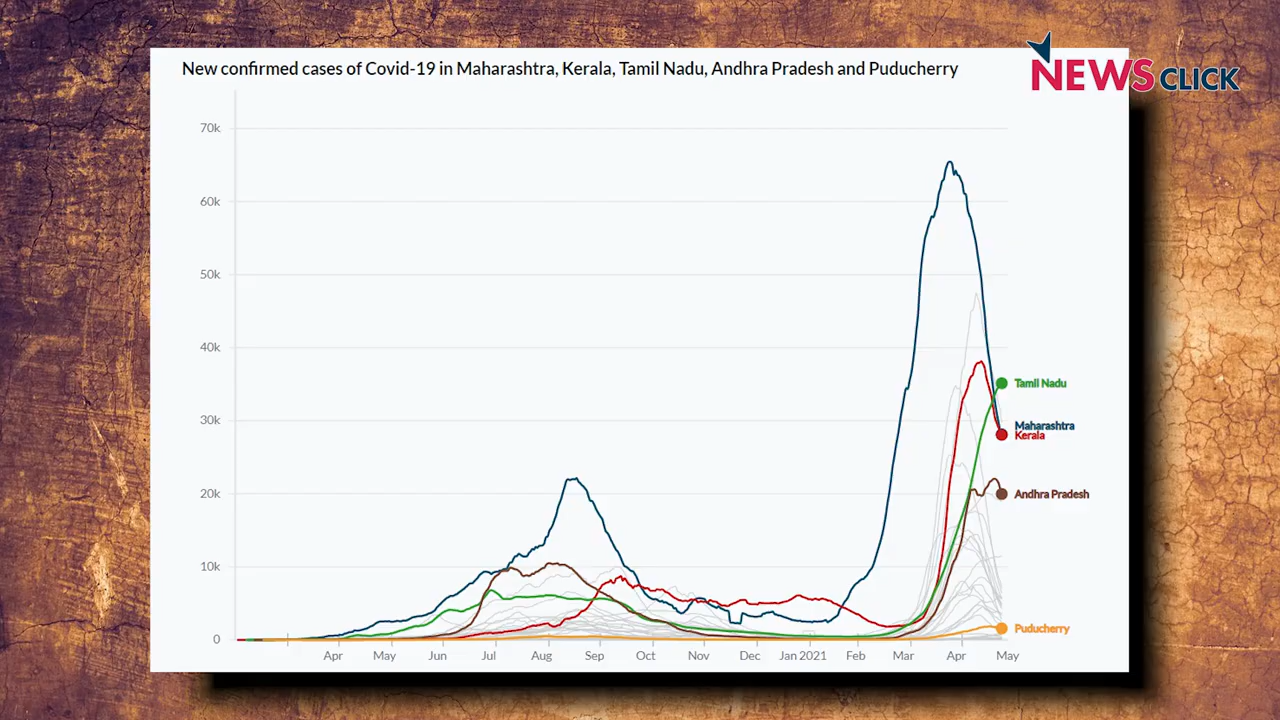 New confirmed cases of Covid-19 in Maharashtra, Kerala, Tamil Nadu, Andhra Pradesh and Puducherry
NEWSCLICK
70k
60k
50k
40k
30k
20k
10k
0
Tamil Nadu
Maharashtra
Kerala
Andhra Pradesh
Puducherry
Apr May Jun Jul Aug Sep Oct Nov Dec Jan 2021 Feb Mar Apr May